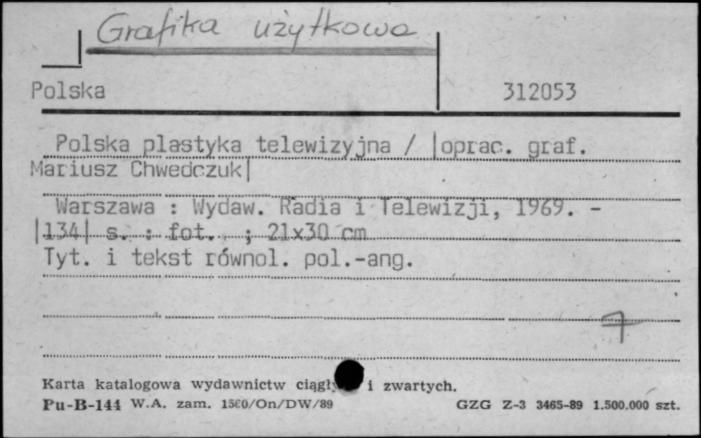 Grafika użytkowa
Polska 312053
Polska plastyka telewizyjna / |oprac. graf.
Mariusz Chwedczuk|
Warszawa : Wydaw. Radia i Telewizji, 1969. -
|134| s. : fot. ; 21x30 cm
Tyt. i tekst równol. pol.-ang.
7
Karta katalogowa wydawnictw i zwartych.
Pu-B-144 W.A. zam. 1560/On/DW/89 GZG Z-3 3465-89 1.500.000 szt.